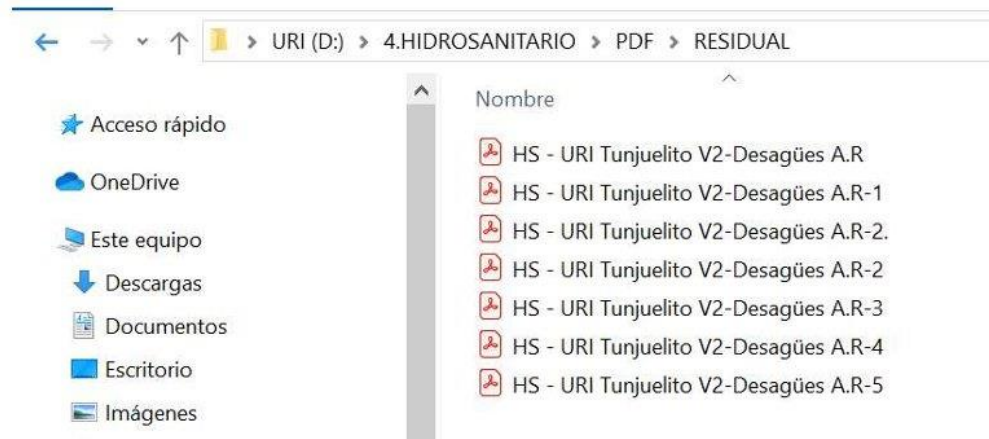 URI (D:) > 4.HIDROSANITARIO > PDF > RESIDUAL
Acceso rápido
OneDrive
Este equipo
Descargas
Documentos
Escritorio
Imágenes
Nombre
HS - URI Tunjuelito V2-Desagües A.R
HS - URI Tunjuelito V2-Desagües A.R-1
HS - URI Tunjuelito V2-Desagües A.R-2.
HS - URI Tunjuelito V2-Desagües A.R-2
HS - URI Tunjuelito V2-Desagües A.R-3
HS - URI Tunjuelito V2-Desagües A.R-4
HS - URI Tunjuelito V2-Desagües A.R-5